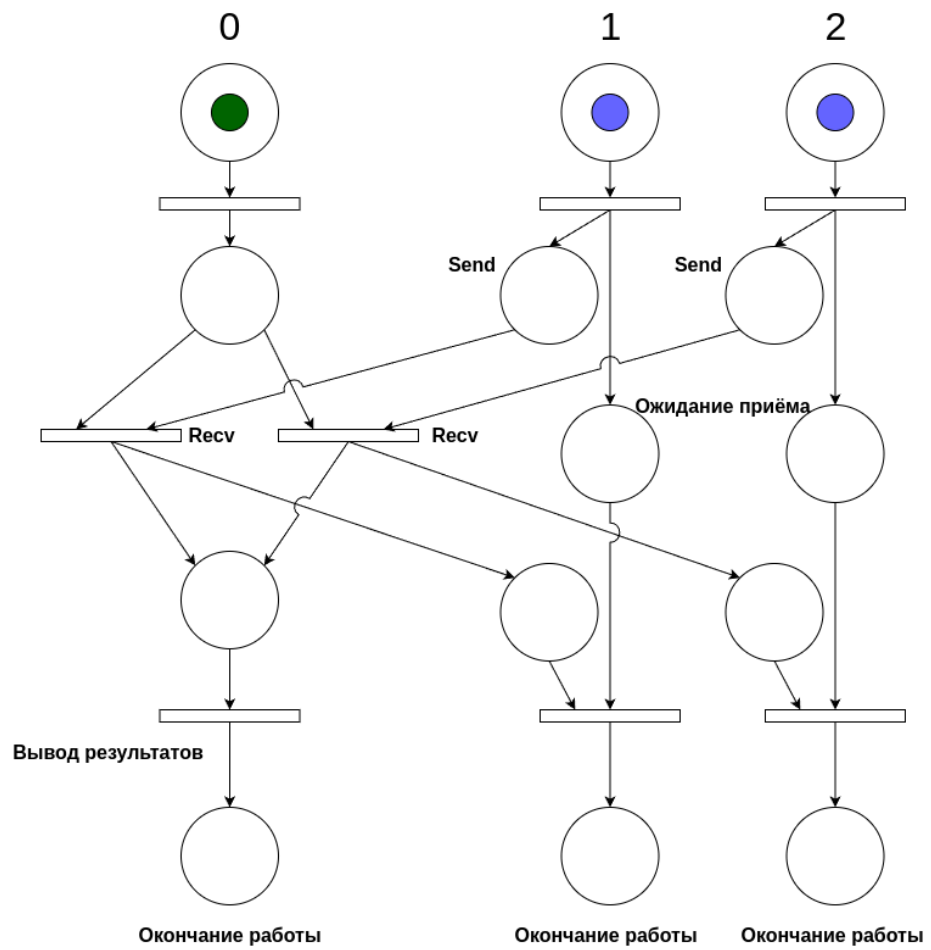 0
1
2
Send
Send
Ожидание приёма
Recv
Recv
Вывод результатов
Окончание работы
Окончание работы
Окончание работы